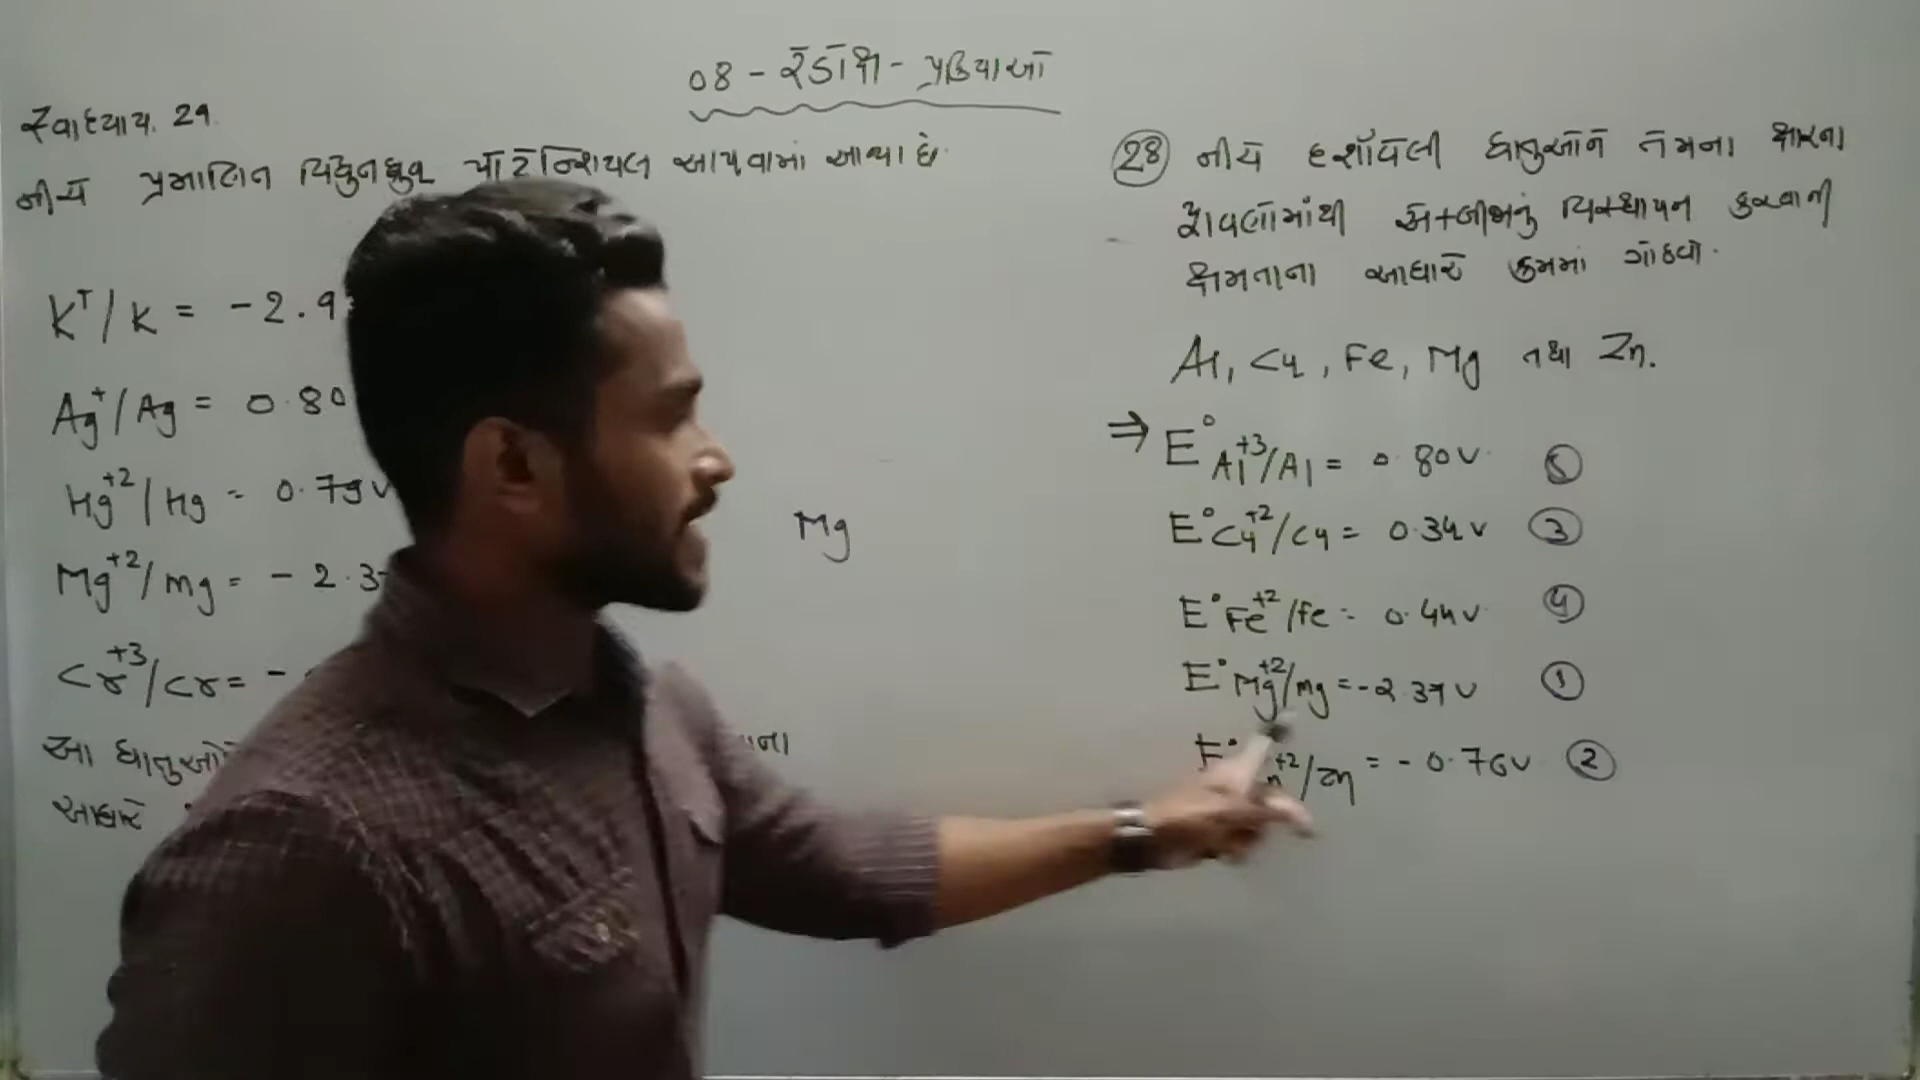 08 - રેડોક્ષ - પ્રક્રિયાઓ
સ્વાધ્યાય. 29
નીચે પ્રમાણિત વિદ્યુતધ્રુવ પોટેન્શિયલ આપવામાં આવ્યા છે.
K⁺/K = -2.9
Ag⁺/Ag = 0.80
Hg⁺²/Hg = 0.79V
Mg⁺²/mg = -2.37
Cr⁺³/Cr = -
આ ધાતુઓ
આધારે
Mg
28 નીચે દર્શાવેલી ધાતુઓને તેમના ક્ષારના
દ્રાવણોમાંથી એકબીજાનું વિસ્થાપન કરવાની
ક્ષમતાના આધારે ક્રમમાં ગોઠવો.
Al, Cu, Fe, Mg તથા Zn.
⇒ E° Al⁺³/Al = 0.80V 5
E° Cu⁺²/Cu = 0.34V 3
E° Fe⁺²/fe = 0.44V 4
E° Mg⁺²/mg = -2.37V 1
E° n⁺²/zn = -0.76V 2